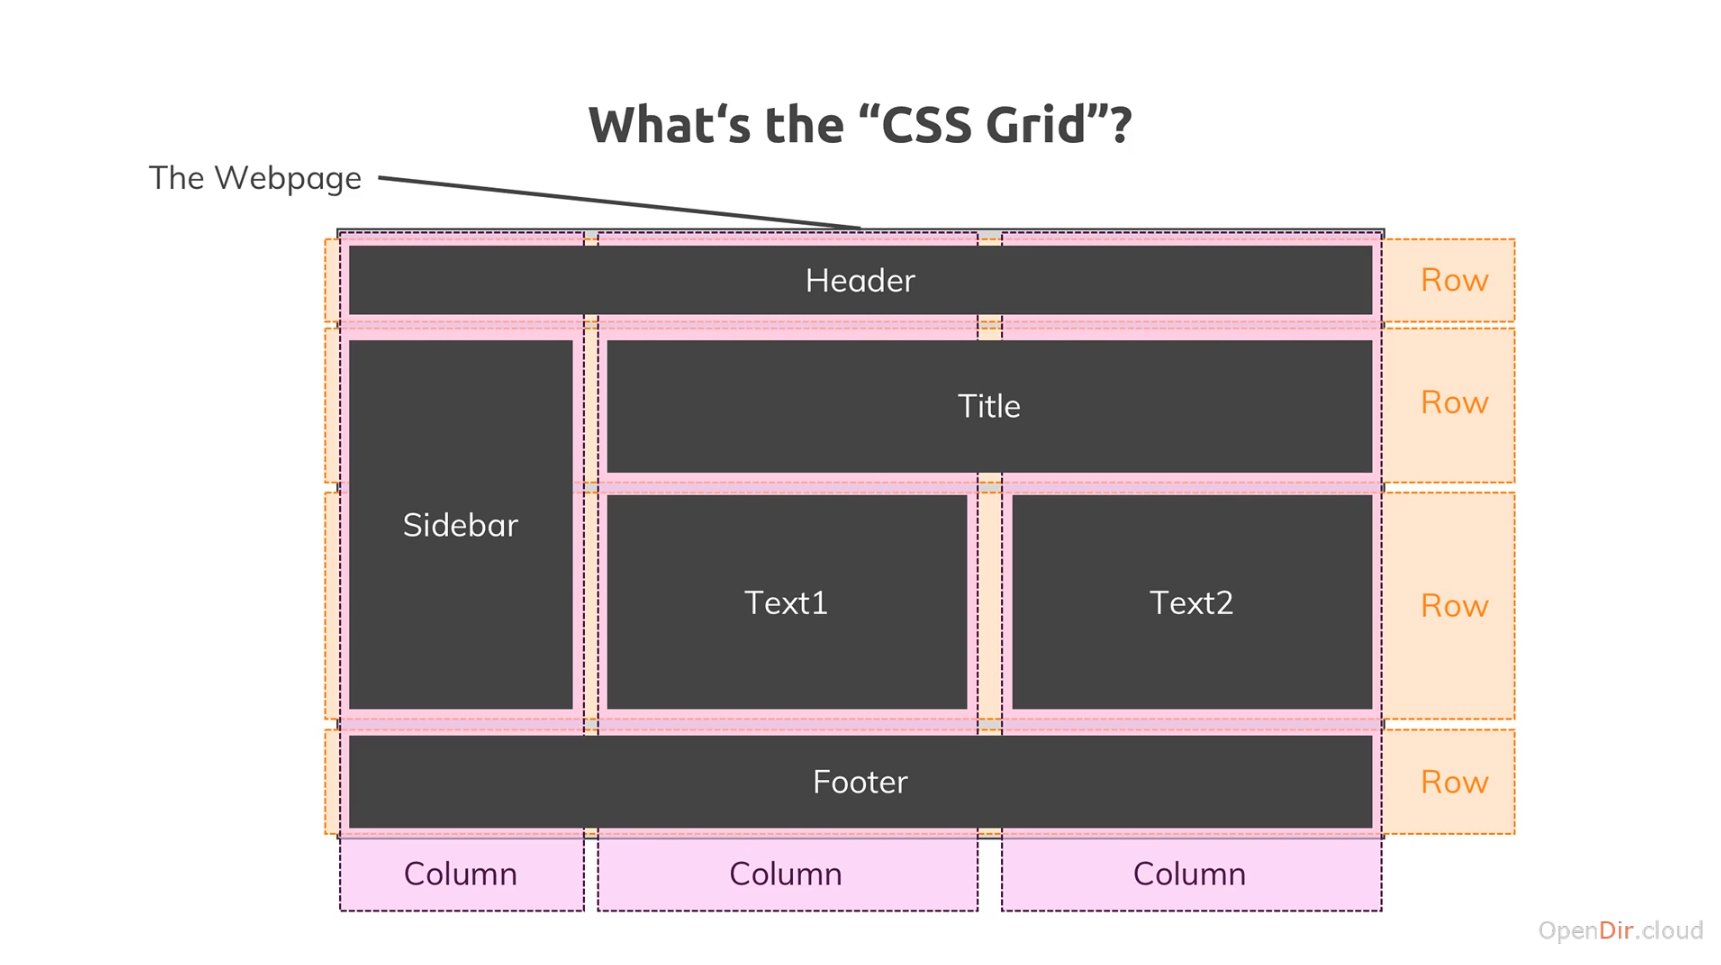 What‘s the “CSS Grid”?
The Webpage
Header
Row
Title
Row
Sidebar
Text1
Text2
Row
Footer
Row
Column
Column
Column
OpenDir.cloud